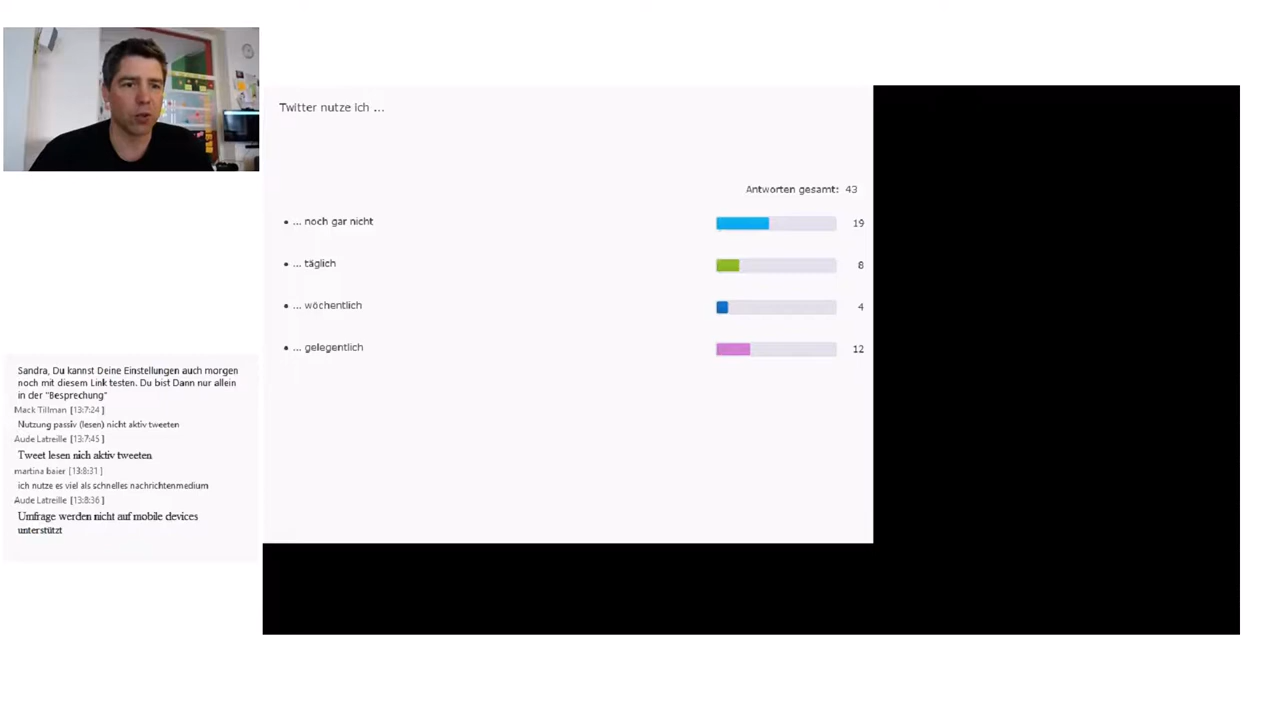 Twitter nutze ich ...
Antworten gesamt: 43
• ... noch gar nicht 19
• ... täglich 8
• ... wöchentlich 4
• ... gelegentlich 12
Sandra, Du kannst Deine Einstellungen auch morgen
noch mit diesem Link testen. Du bist Dann nur allein
in der "Besprechung"
Mack Tillman [13:7:24]
Nutzung passiv (lesen) nicht aktiv tweeten
Aude Latreille [13:7:45]
Tweet lesen nich aktiv tweeten
martina baier [13:8:31]
ich nutze es viel als schnelles nachrichtenmedium
Aude Latreille [13:8:36]
Umfrage werden nicht auf mobile devices
unterstützt